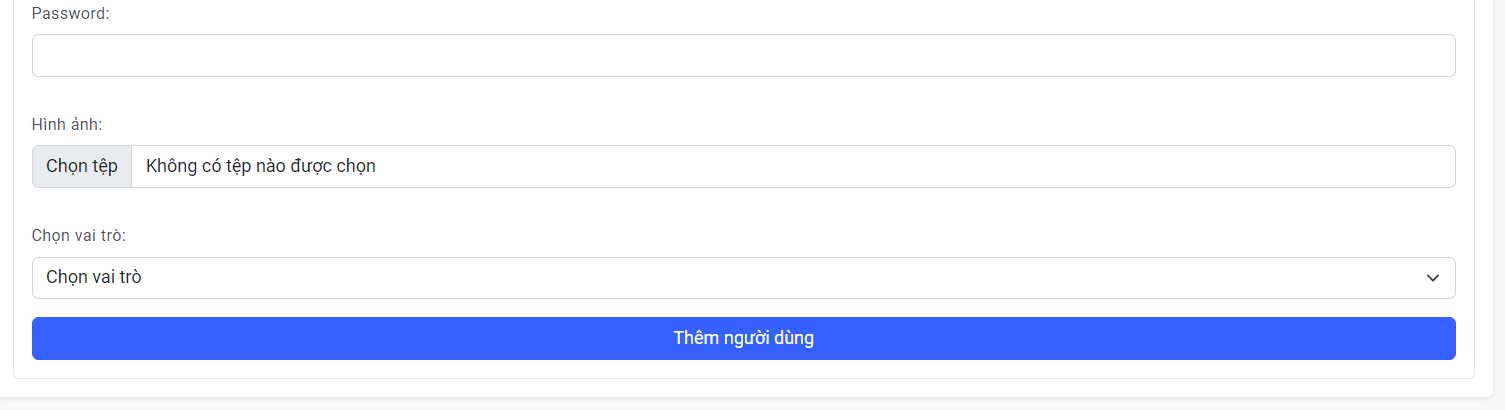 Password:
Hình ảnh:
Chọn tệp Không có tệp nào được chọn
Chọn vai trò:
Chọn vai trò
Thêm người dùng